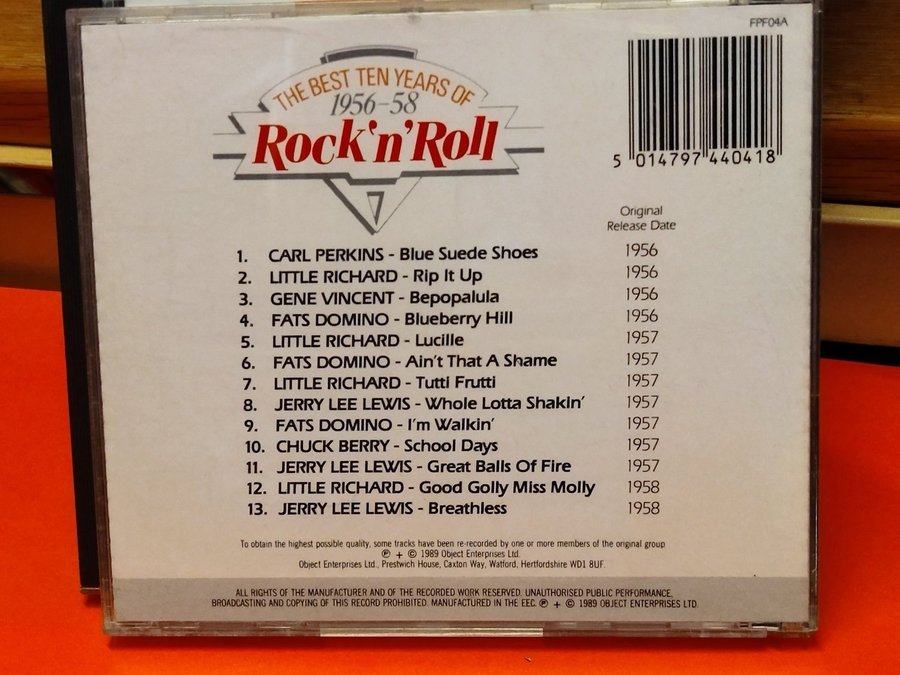 FPF04A
THE BEST TEN YEARS OF
1956-58
Rock'n'Roll
5 014797 440418
Original
Release Date
1. CARL PERKINS - Blue Suede Shoes 1956
2. LITTLE RICHARD - Rip It Up 1956
3. GENE VINCENT - Bepopalula 1956
4. FATS DOMINO - Blueberry Hill 1956
5. LITTLE RICHARD - Lucille 1957
6. FATS DOMINO - Ain't That A Shame 1957
7. LITTLE RICHARD - Tutti Frutti 1957
8. JERRY LEE LEWIS - Whole Lotta Shakin' 1957
9. FATS DOMINO - I'm Walkin' 1957
10. CHUCK BERRY - School Days 1957
11. JERRY LEE LEWIS - Great Balls Of Fire 1957
12. LITTLE RICHARD - Good Golly Miss Molly 1958
13. JERRY LEE LEWIS - Breathless 1958
To obtain the highest possible quality, some tracks have been re-recorded by one or more members of the original group
℗ + © 1989 Object Enterprises Ltd.
Object Enterprises Ltd., Prestwich House, Caxton Way, Watford, Hertfordshire WD1 8UF.
ALL RIGHTS OF THE MANUFACTURER AND OF THE RECORDED WORK RESERVED. UNAUTHORISED PUBLIC PERFORMANCE,
BROADCASTING AND COPYING OF THIS RECORD PROHIBITED. MANUFACTURED IN THE EEC. ℗ + © 1989 OBJECT ENTERPRISES LTD.